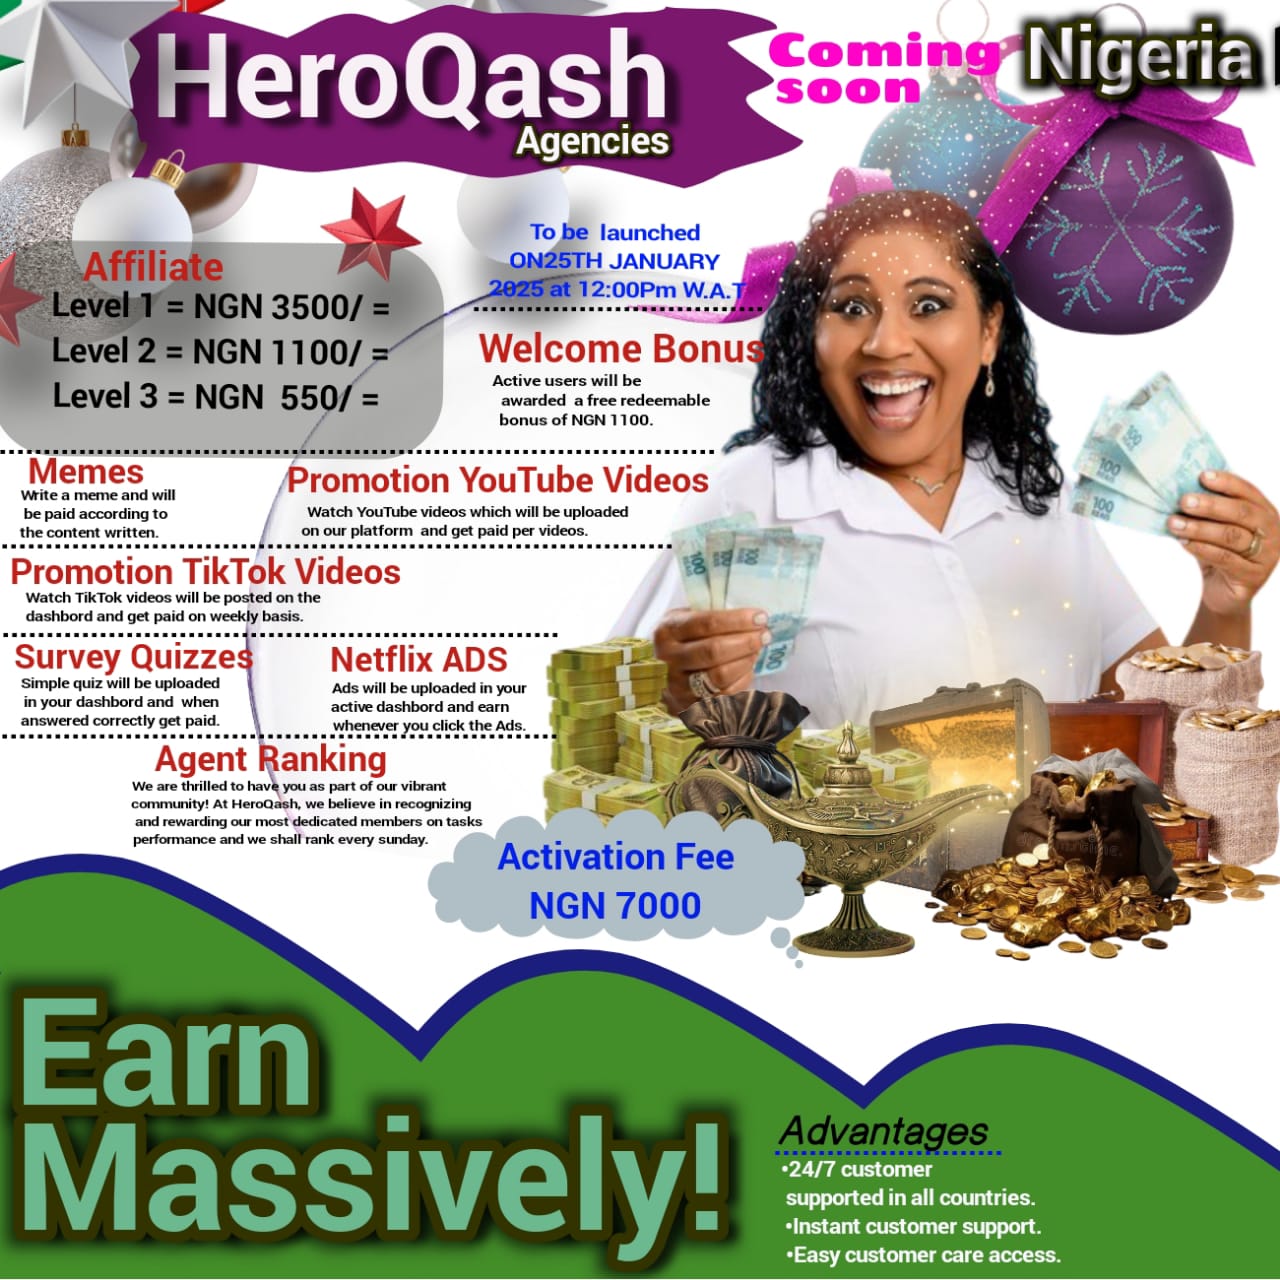 HeroQash
Agencies
Coming
soon
Nigeria
To be launched
ON25TH JANUARY
2025 at 12:00Pm W.A.T
Affiliate
Level 1 = NGN 3500/ =
Level 2 = NGN 1100/ =
Level 3 = NGN 550/ =
Welcome Bonus
Active users will be
awarded a free redeemable
bonus of NGN 1100.
Memes
Write a meme and will
be paid according to
the content written.
Promotion YouTube Videos
Watch YouTube videos which will be uploaded
on our platform and get paid per videos.
Promotion TikTok Videos
Watch TikTok videos will be posted on the
dashbord and get paid on weekly basis.
Survey Quizzes
Simple quiz will be uploaded
in your dashbord and when
answered correctly get paid.
Netflix ADS
Ads will be uploaded in your
active dashbord and earn
whenever you click the Ads.
Agent Ranking
We are thrilled to have you as part of our vibrant
community! At HeroQash, we believe in recognizing
and rewarding our most dedicated members on tasks
performance and we shall rank every sunday.
Activation Fee
NGN 7000
Earn
Massively!
Advantages
•24/7 customer
supported in all countries.
•Instant customer support.
•Easy customer care access.